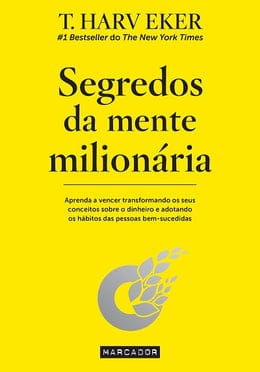 T. HARV EKER
#1 Bestseller do The New York Times
Segredos
da mente
milionária
Aprenda a vencer transformando os seus
conceitos sobre o dinheiro e adotando
os hábitos das pessoas bem-sucedidas
MARCADOR